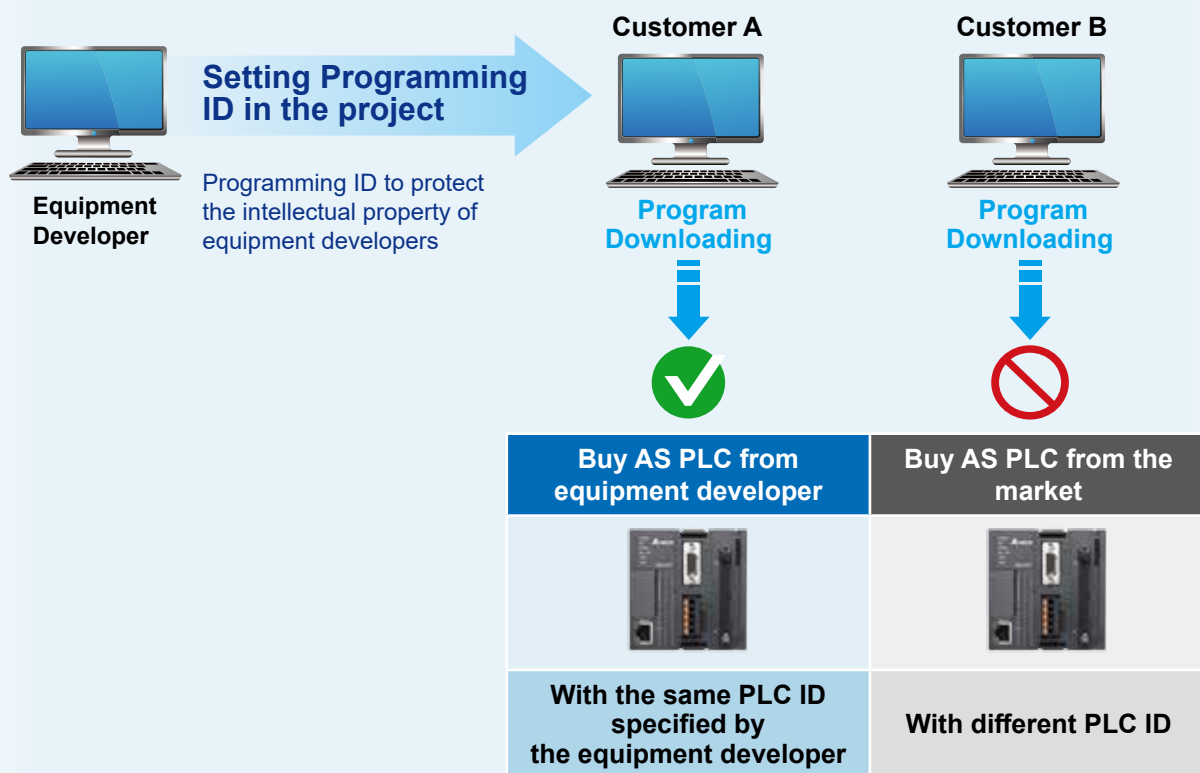 Customer A
Customer B
Setting Programming
ID in the project
Programming ID to protect
the intellectual property of
equipment developers
Equipment
Developer
Program
Downloading
Program
Downloading
Buy AS PLC from
equipment developer
Buy AS PLC from the
market
With the same PLC ID
specified by
the equipment developer
With different PLC ID